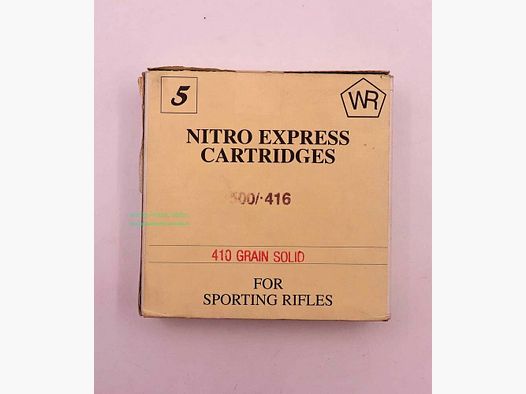 5
WR
NITRO EXPRESS
CARTRIDGES
500/·416
410 GRAIN SOLID
FOR
SPORTING RIFLES